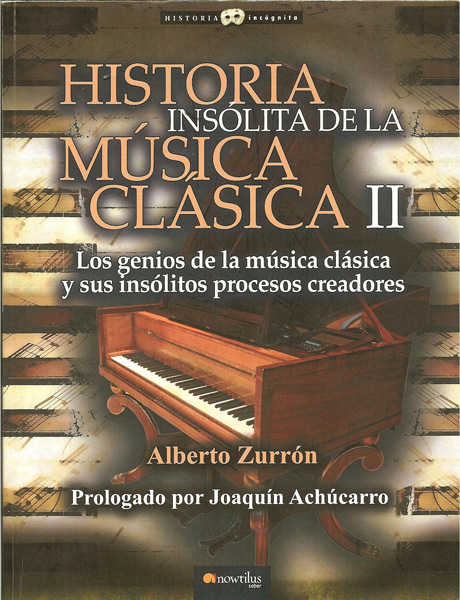 HISTORIA incógnita
HISTORIA
INSÓLITA DE LA
MÚSICA
CLÁSICA II
Los genios de la música clásica
y sus insólitos procesos creadores
Alberto Zurrón
Prologado por Joaquín Achúcarro
nowtilus
saber